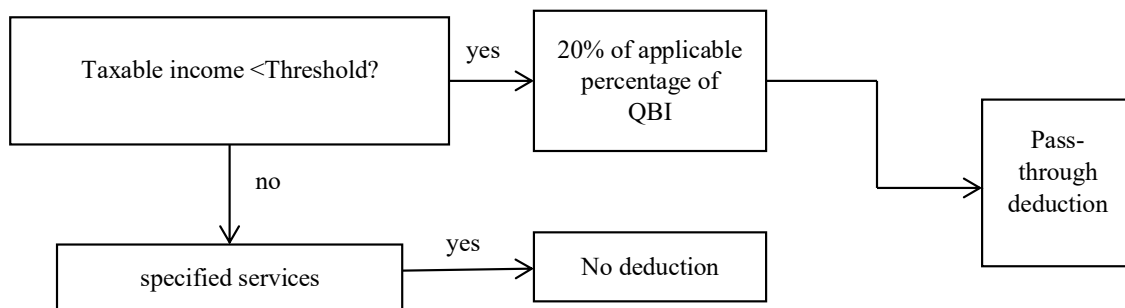 Taxable income <Threshold?
yes
20% of applicable
percentage of
QBI
Pass-
through
deduction
no
specified services
yes
No deduction